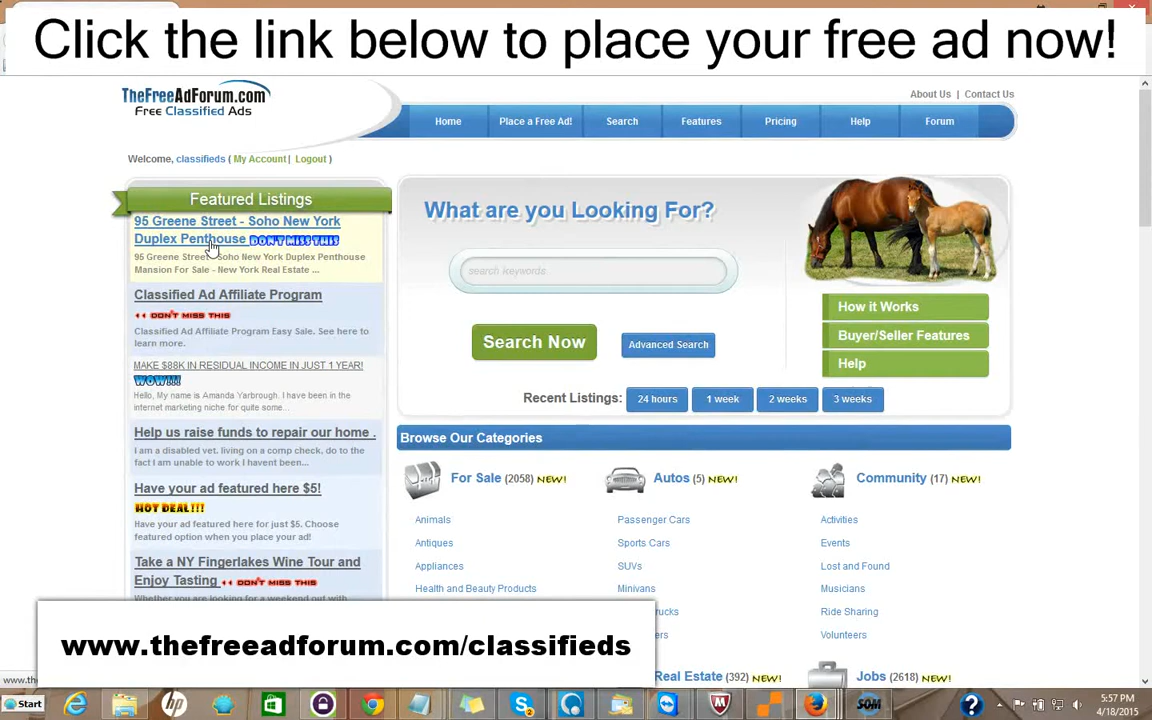 Click the link below to place your free ad now!
TheFreeAdForum.com
Free Classified Ads
About Us | Contact Us
Home Place a Free Ad! Search Features Pricing Help Forum
Welcome, classifieds ( My Account | Logout )
Featured Listings
95 Greene Street - Soho New York
Duplex Penthouse DON'T MISS THIS
95 Greene Street - Soho New York Duplex Penthouse
Mansion For Sale - New York Real Estate ...
Classified Ad Affiliate Program
DON'T MISS THIS
Classified Ad Affiliate Program Easy Sale. See here to
learn more.
MAKE $88K IN RESIDUAL INCOME IN JUST 1 YEAR!
WOW!!!
Hello, My name is Amanda Yarbrough. I have been in the
internet marketing niche for quite some...
Help us raise funds to repair our home .
I am a disabled vet. living on a comp check. do to the
fact I am unable to work I havent been...
Have your ad featured here $5!
HOT DEAL!!!
Have your ad featured here for just $5. Choose
featured option when you place your ad!
Take a NY Fingerlakes Wine Tour and
Enjoy Tasting DON'T MISS THIS
Whether you are looking for a weekend out with
What are you Looking For?
search keywords
Search Now
Advanced Search
How it Works
Buyer/Seller Features
Help
Recent Listings: 24 hours 1 week 2 weeks 3 weeks
Browse Our Categories
For Sale (2058) NEW!
Animals
Antiques
Appliances
Health and Beauty Products
Autos (5) NEW!
Passenger Cars
Sports Cars
SUVs
Minivans
Community (17) NEW!
Activities
Events
Lost and Found
Musicians
Ride Sharing
Volunteers
Real Estate (392) NEW!
Jobs (2618) NEW!
www.thefreeadforum.com/classifieds
Start
5:57 PM
4/18/2015